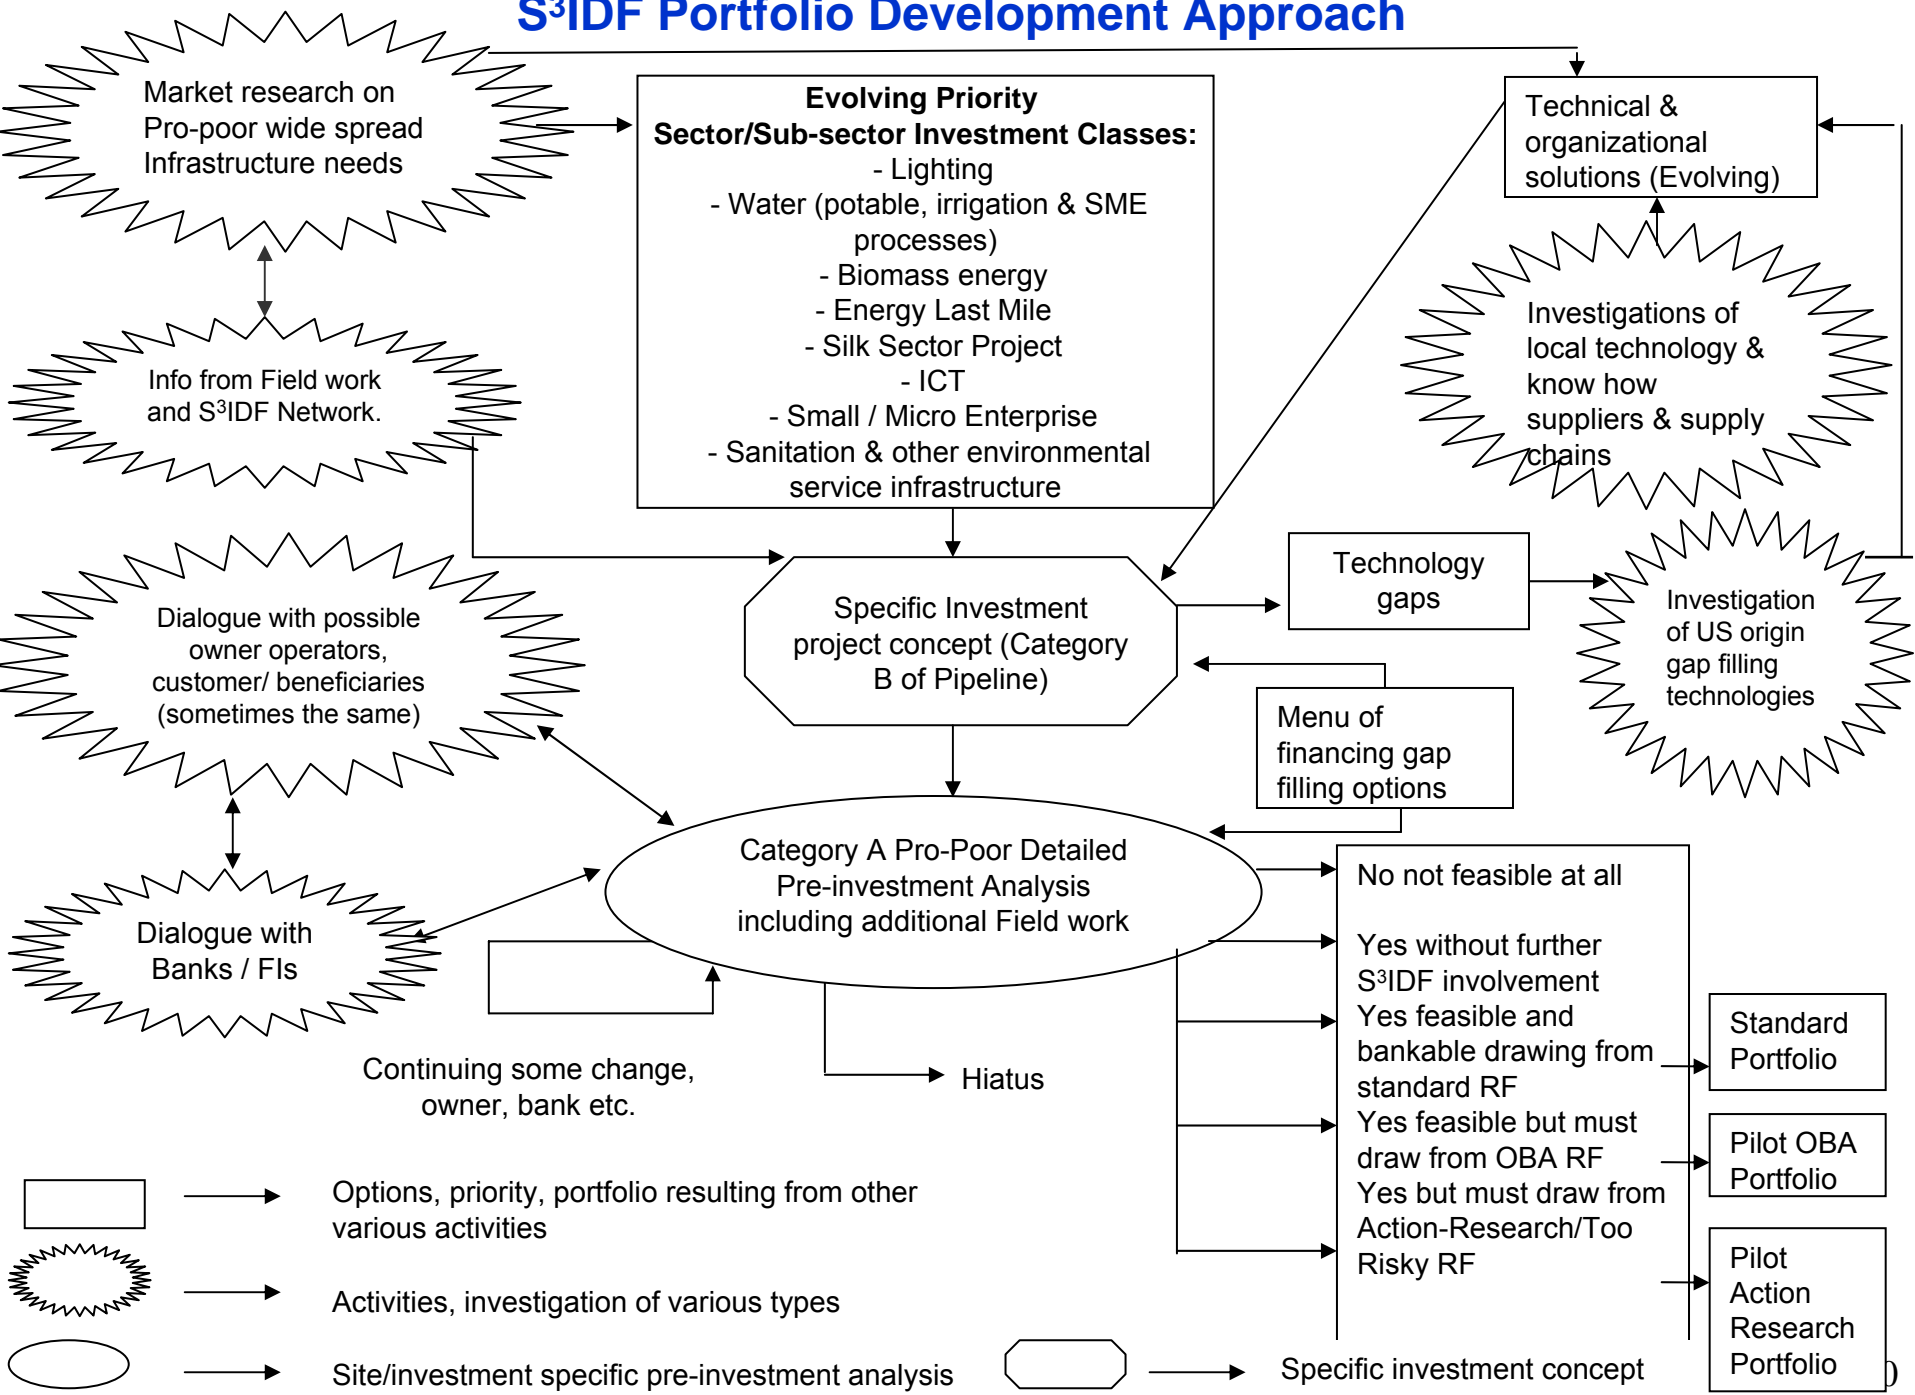 S³IDF Portfolio Development Approach
Market research on
Pro-poor wide spread
Infrastructure needs
Evolving Priority
Sector/Sub-sector Investment Classes:
- Lighting
- Water (potable, irrigation & SME
processes)
- Biomass energy
- Energy Last Mile
- Silk Sector Project
- ICT
- Small / Micro Enterprise
- Sanitation & other environmental
service infrastructure
Technical &
organizational
solutions (Evolving)
Investigations of
local technology &
know how
suppliers & supply
chains
Info from Field work
and S³IDF Network.
Dialogue with possible
owner operators,
customer/ beneficiaries
(sometimes the same)
Specific Investment
project concept (Category
B of Pipeline)
Technology
gaps
Investigation
of US origin
gap filling
technologies
Menu of
financing gap
filling options
Category A Pro-Poor Detailed
Pre-investment Analysis
including additional Field work
Dialogue with
Banks / FIs
Continuing some change,
owner, bank etc.
Hiatus
No not feasible at all
Yes without further
S³IDF involvement
Yes feasible and
bankable drawing from
standard RF
Yes feasible but must
draw from OBA RF
Yes but must draw from
Action-Research/Too
Risky RF
Standard
Portfolio
Pilot OBA
Portfolio
Pilot
Action
Research
Portfolio
Options, priority, portfolio resulting from other
various activities
Activities, investigation of various types
Site/investment specific pre-investment analysis
Specific investment concept